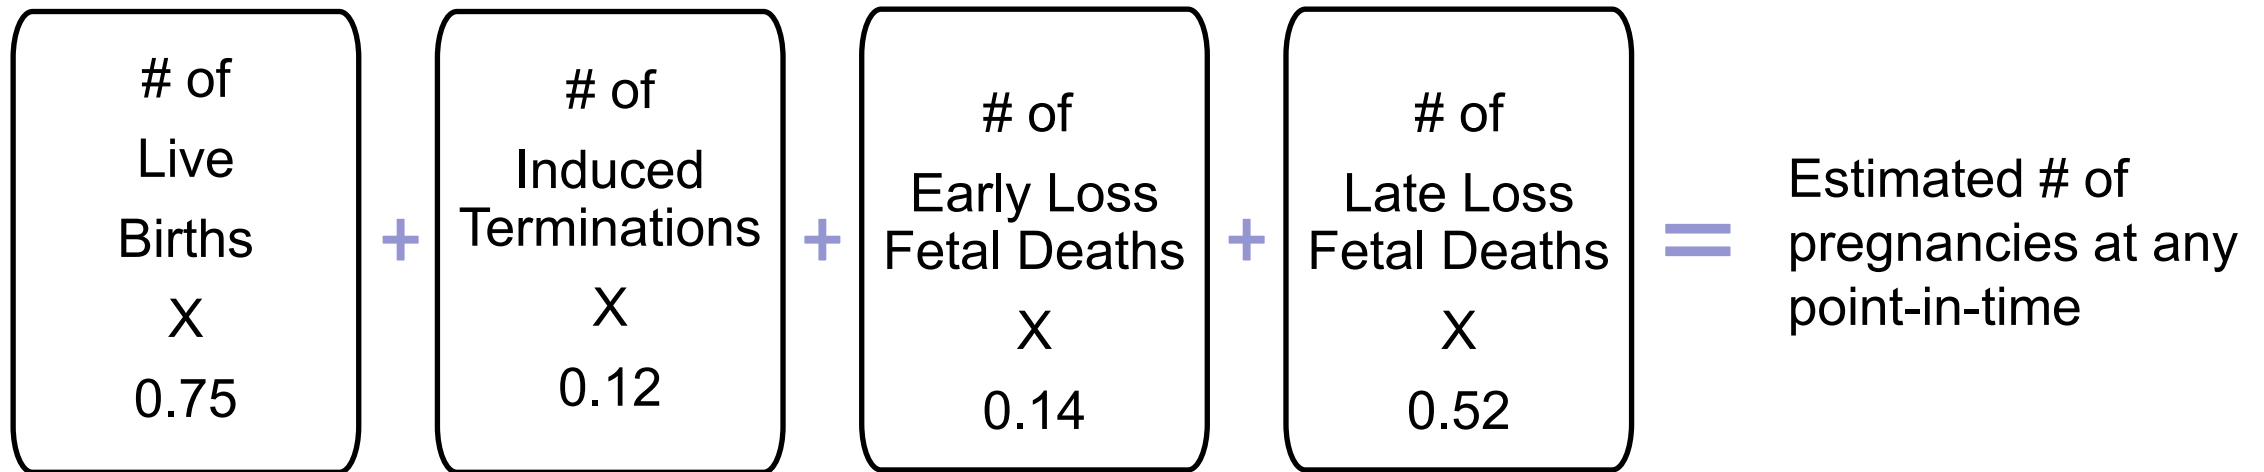 # of
Live
Births
X
0.75
+
# of
Induced
Terminations
X
0.12
+
# of
Early Loss
Fetal Deaths
X
0.14
+
# of
Late Loss
Fetal Deaths
X
0.52
=
Estimated # of
pregnancies at any
point-in-time